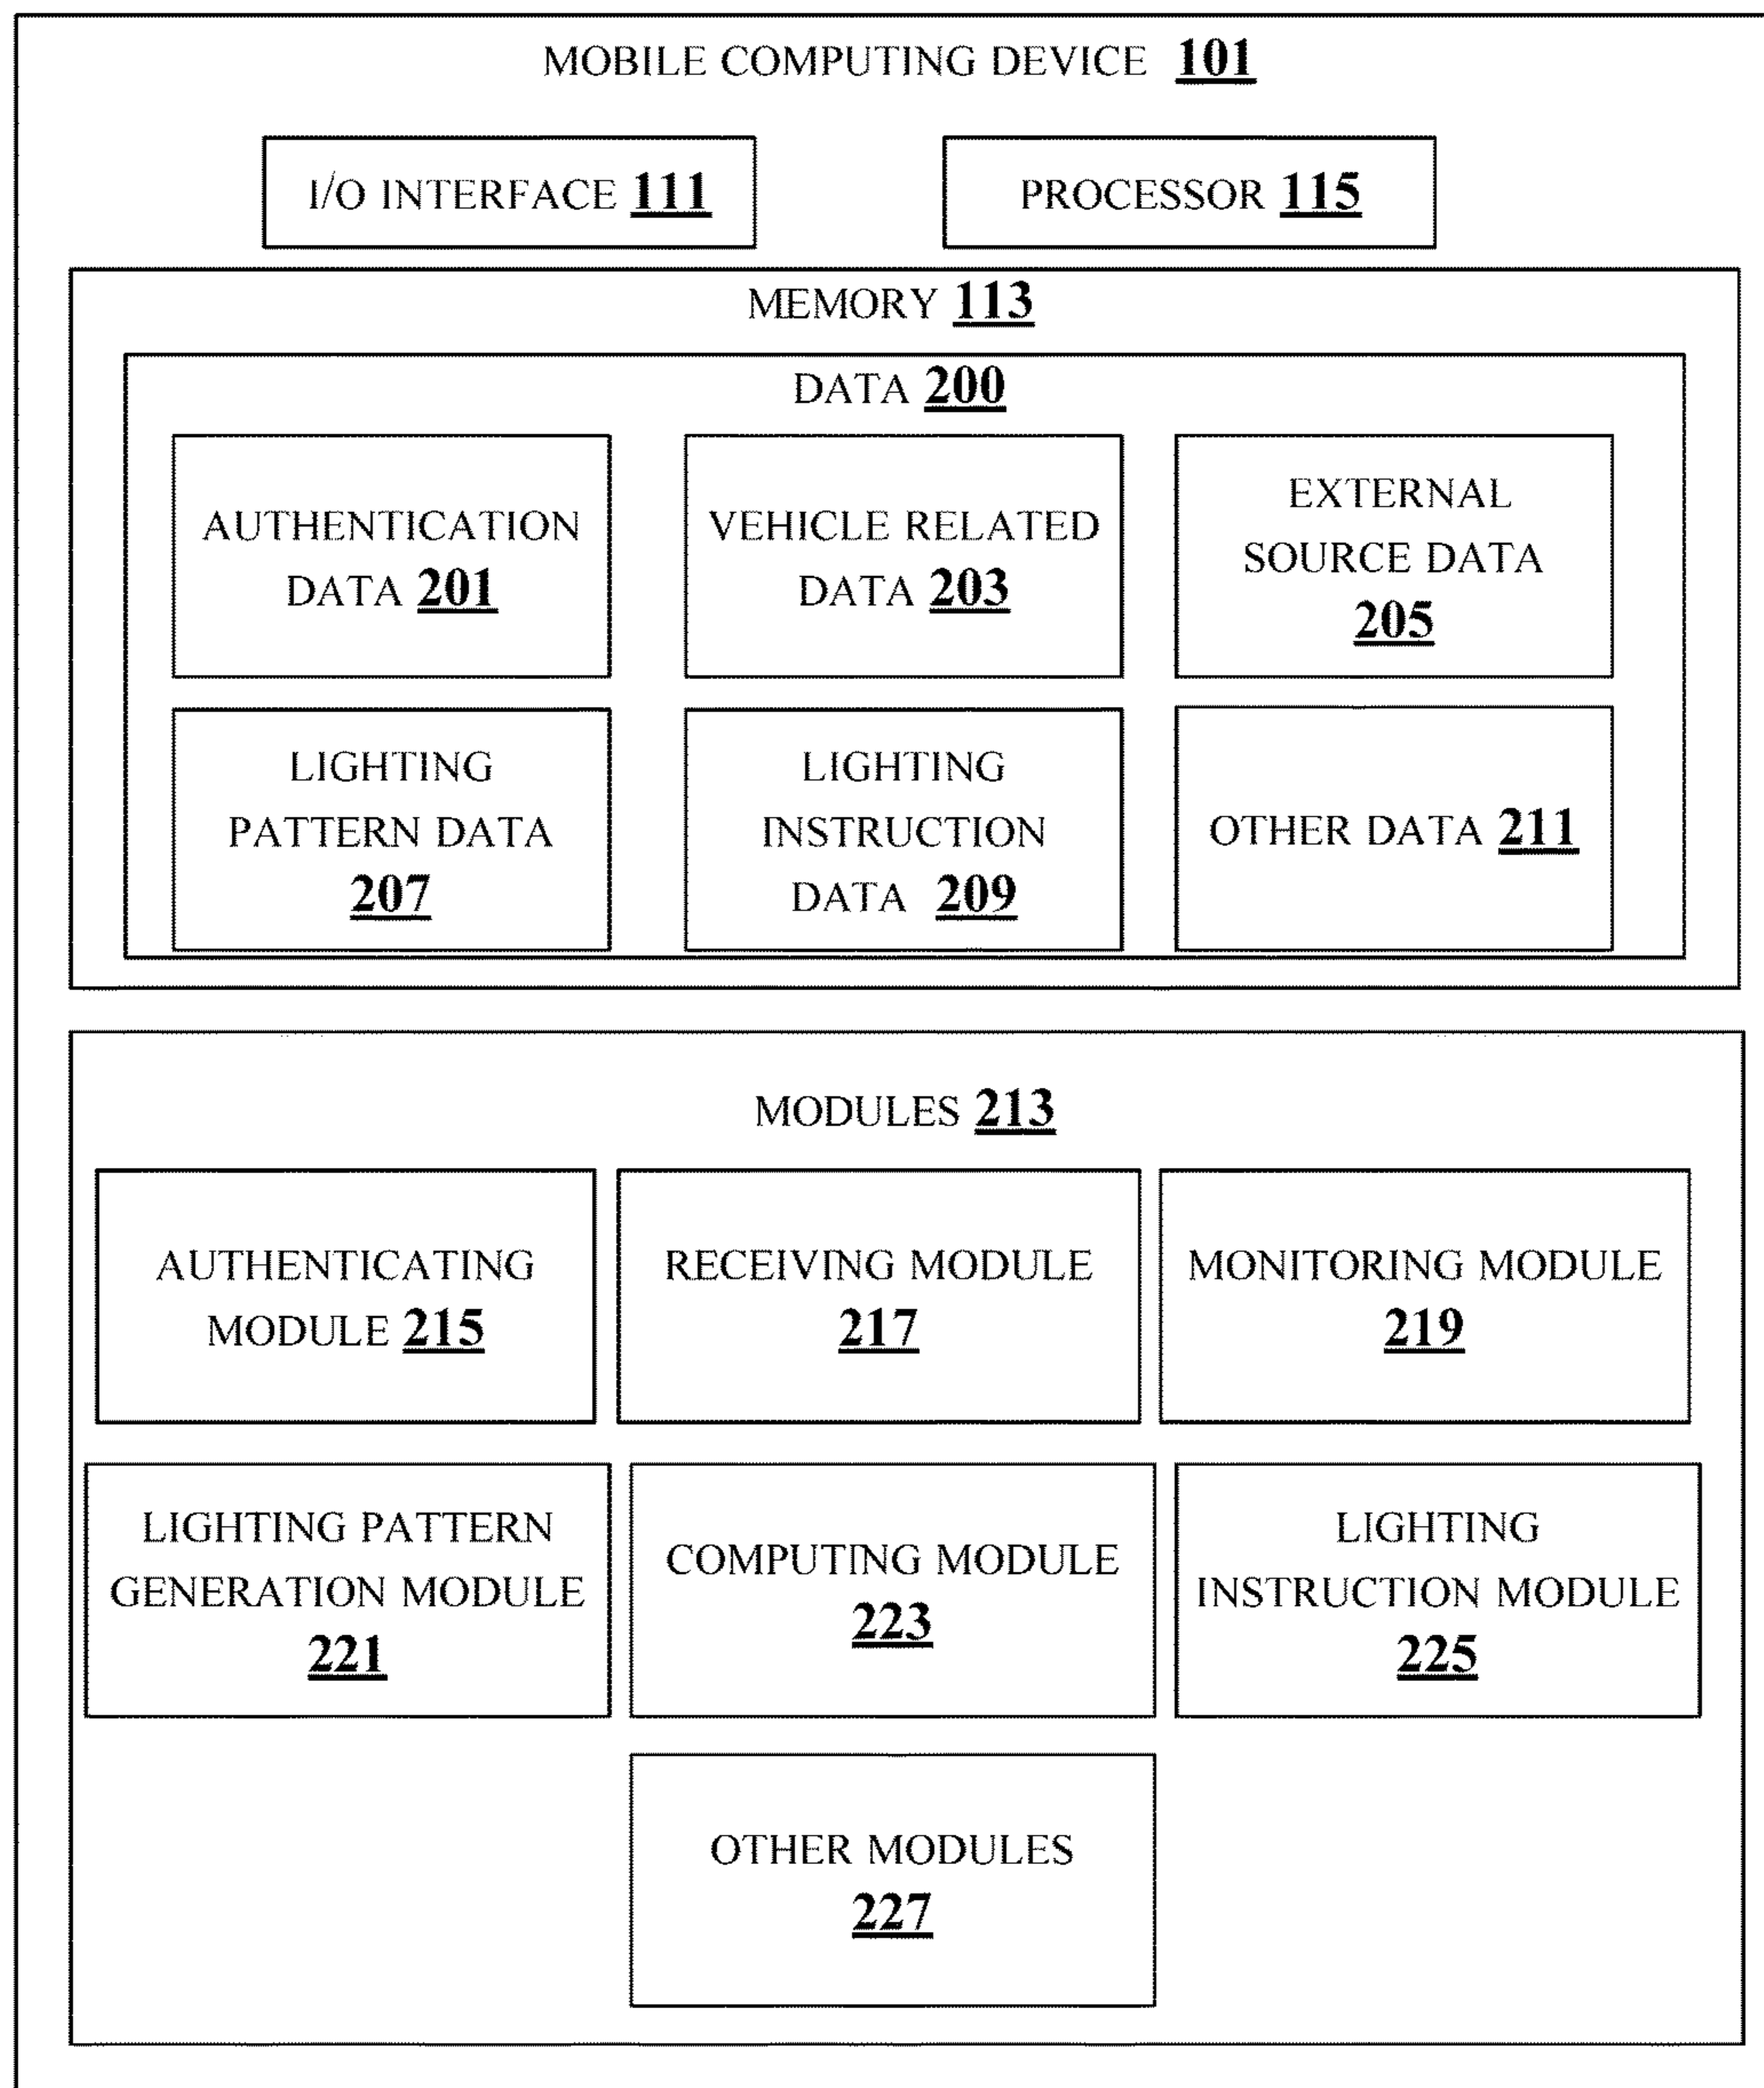 MOBILE COMPUTING DEVICE 101
I/O INTERFACE 111
PROCESSOR 115
MEMORY 113
DATA 200
AUTHENTICATION
DATA 201
VEHICLE RELATED
DATA 203
EXTERNAL
SOURCE DATA
205
LIGHTING
PATTERN DATA
207
LIGHTING
INSTRUCTION
DATA 209
OTHER DATA 211
MODULES 213
AUTHENTICATING
MODULE 215
RECEIVING MODULE
217
MONITORING MODULE
219
LIGHTING PATTERN
GENERATION MODULE
221
COMPUTING MODULE
223
LIGHTING
INSTRUCTION MODULE
225
OTHER MODULES
227